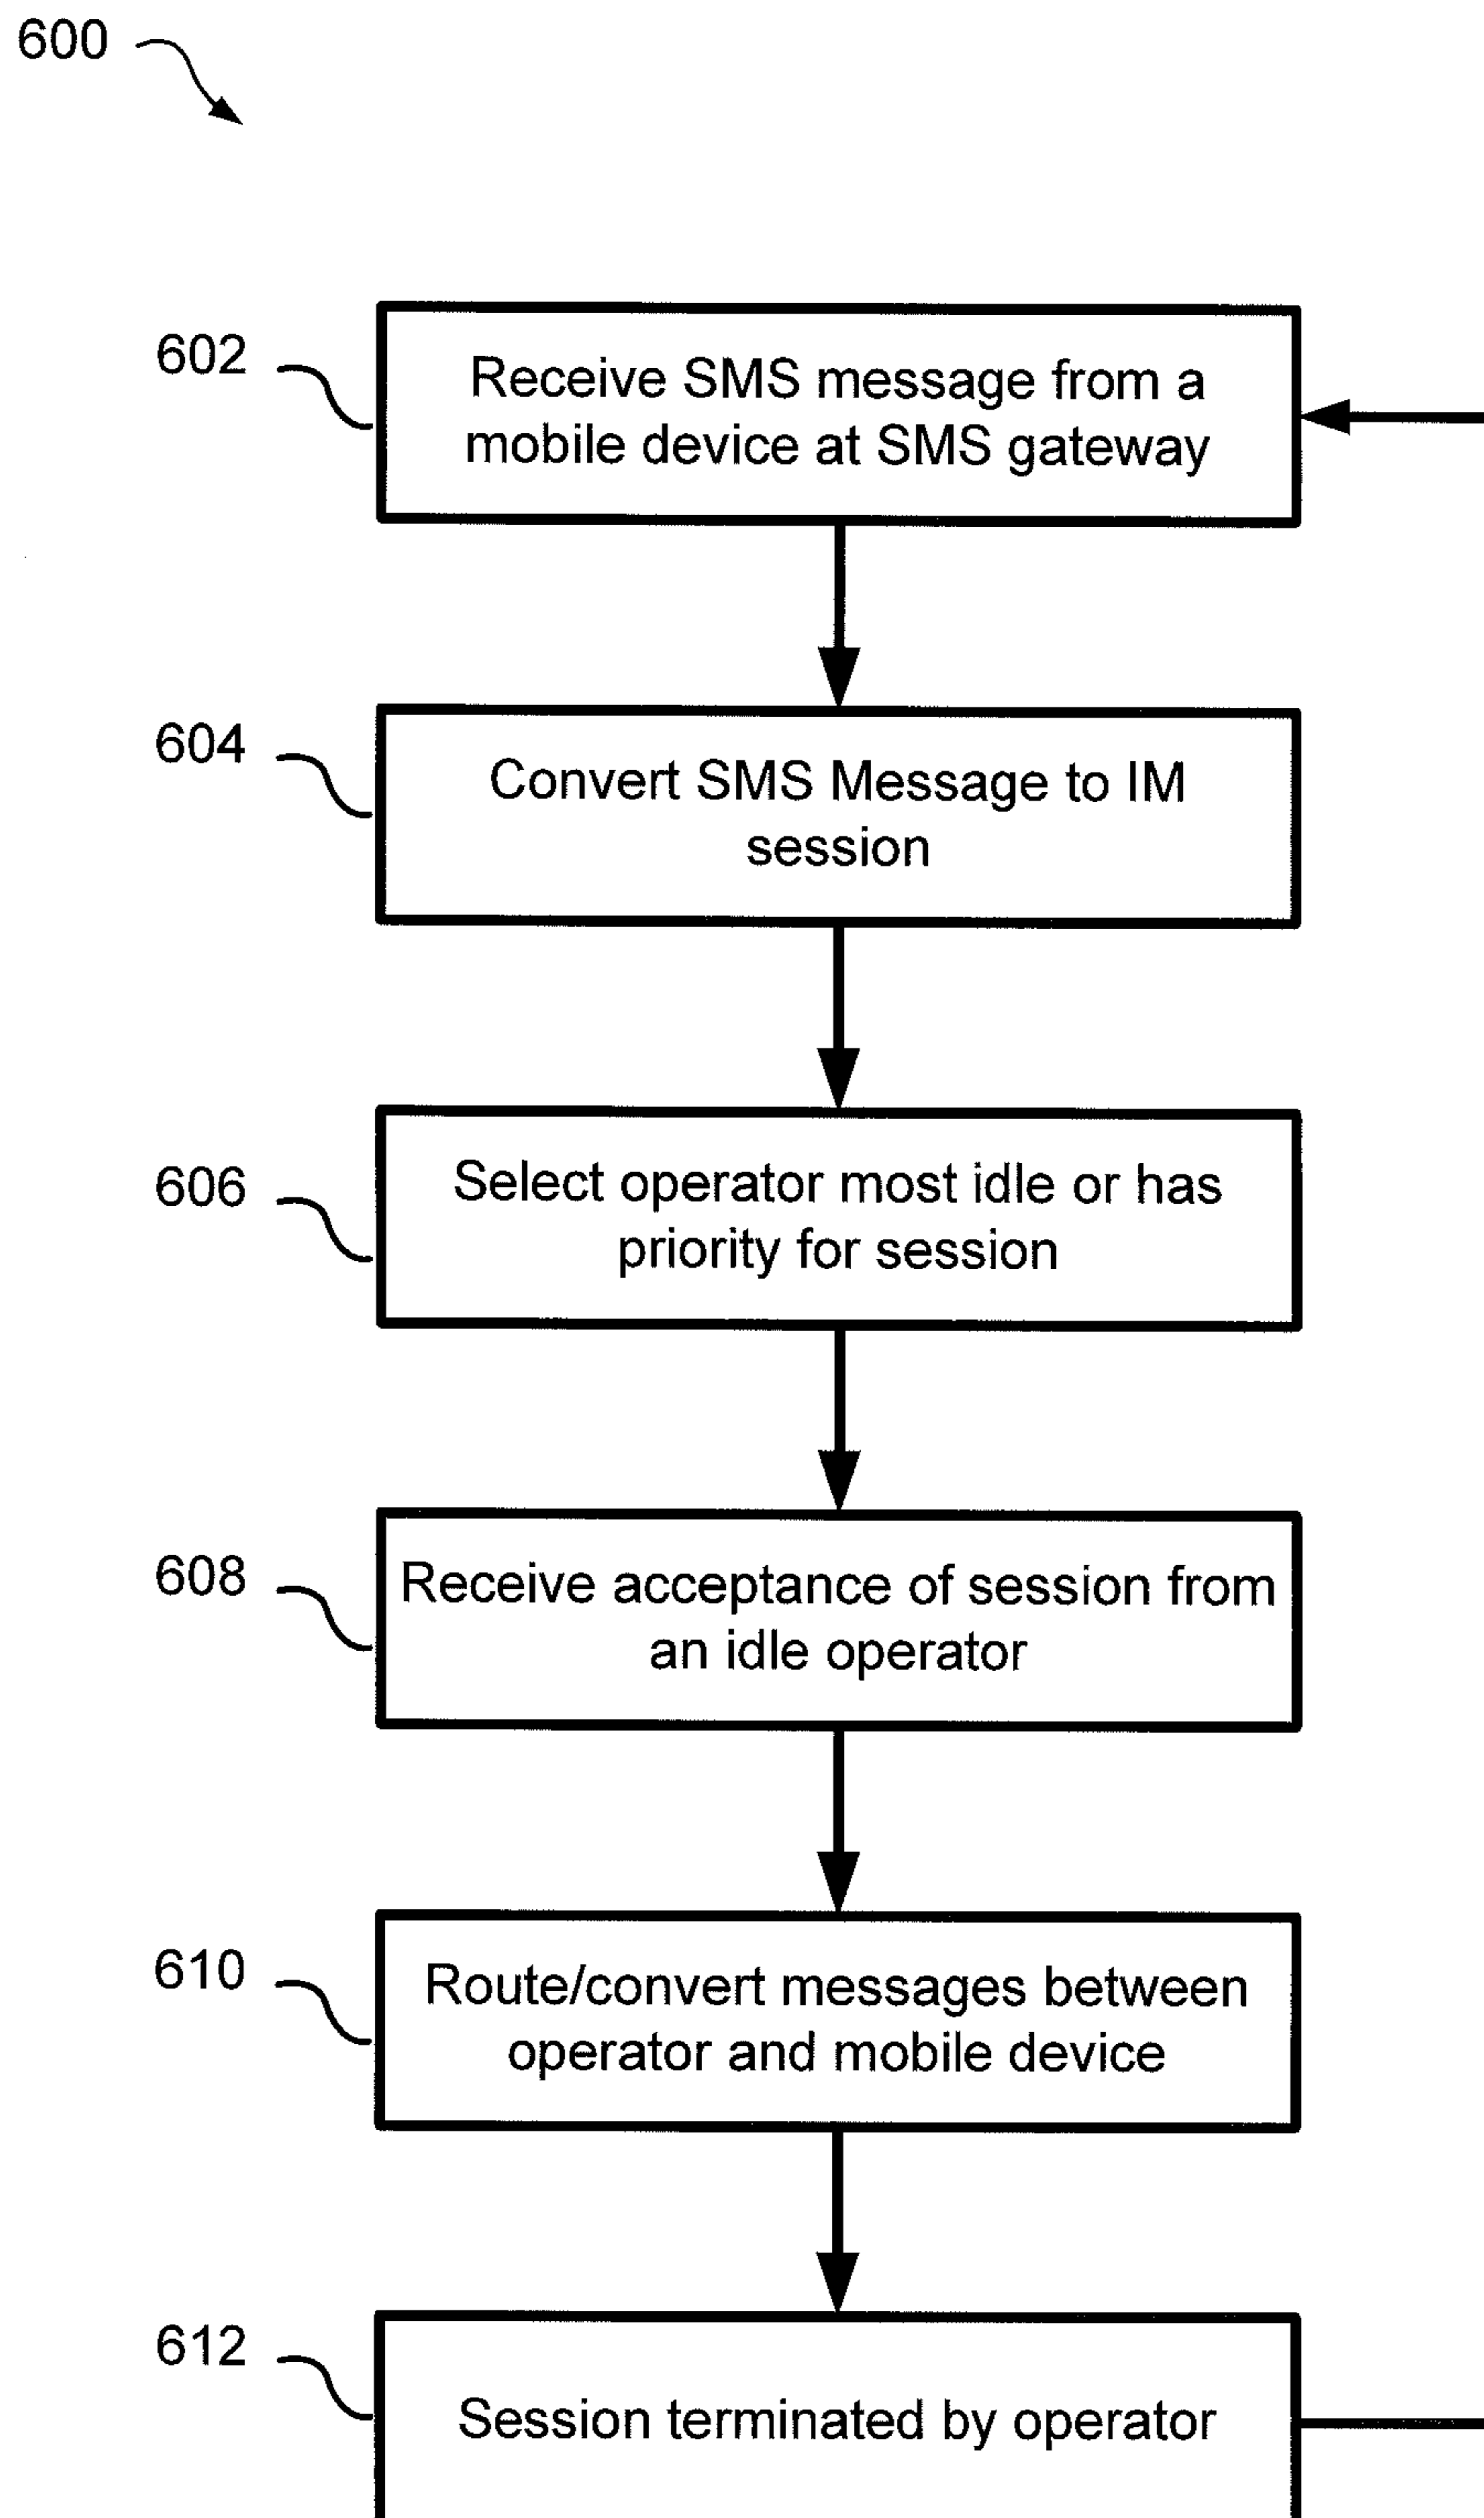 600
602
Receive SMS message from a
mobile device at SMS gateway
604
Convert SMS Message to IM
session
606
Select operator most idle or has
priority for session
608
Receive acceptance of session from
an idle operator
610
Route/convert messages between
operator and mobile device
612
Session terminated by operator